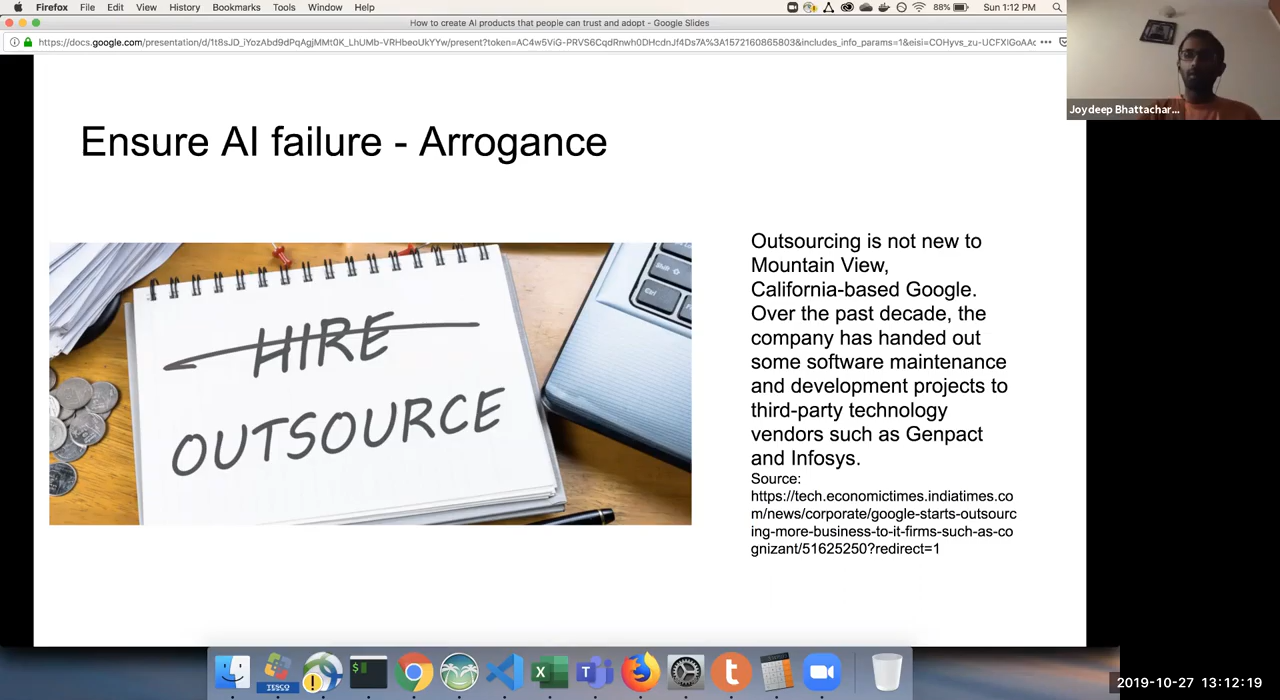 Firefox File Edit View History Bookmarks Tools Window Help 88% Sun 1:12 PM
How to create AI products that people can trust and adopt - Google Slides
Joydeep Bhattachar...
Ensure AI failure - Arrogance
HIRE
OUTSOURCE
Shift
Ctrl
Outsourcing is not new to
Mountain View,
California-based Google.
Over the past decade, the
company has handed out
some software maintenance
and development projects to
third-party technology
vendors such as Genpact
and Infosys.
Source:
https://tech.economictimes.indiatimes.co
m/news/corporate/google-starts-outsourc
ing-more-business-to-it-firms-such-as-co
gnizant/51625250?redirect=1
TESCO
2019-10-27 13:12:19